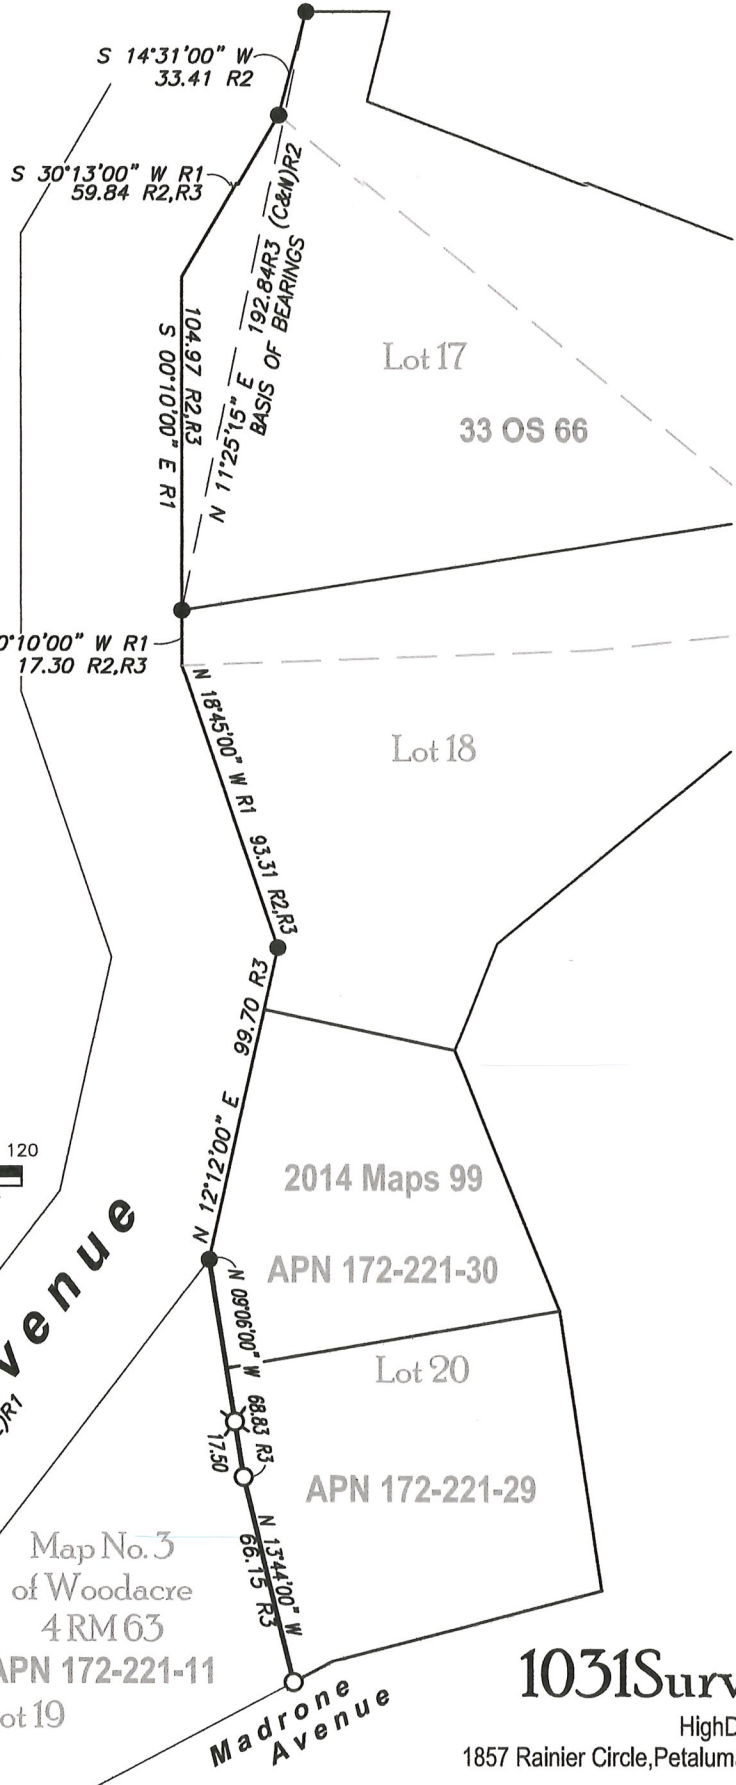 S 14°31'00" W
33.41 R2
S 30°13'00" W R1
59.84 R2,R3
N 11°25'15" E 192.84R3 (C&N)R2
BASIS OF BEARINGS
104.97 R2,R3
S 00°10'00" E R1
Lot 17
33 OS 66
0°10'00" W R1
17.30 R2,R3
N 18°45'00" W R1 93.31 R2,R3
Lot 18
N 12°12'00" E 99.70 R3
120
2014 Maps 99
APN 172-221-30
venue
)R1
N 09°06'00" W 68.83 R3
17.50
Lot 20
APN 172-221-29
N 13°44'00" W
66.15 R3
Map No. 3
of Woodacre
4 RM 63
APN 172-221-11
ot 19
Madrone
Avenue
1031Surv
HighD
1857 Rainier Circle,Petaluma